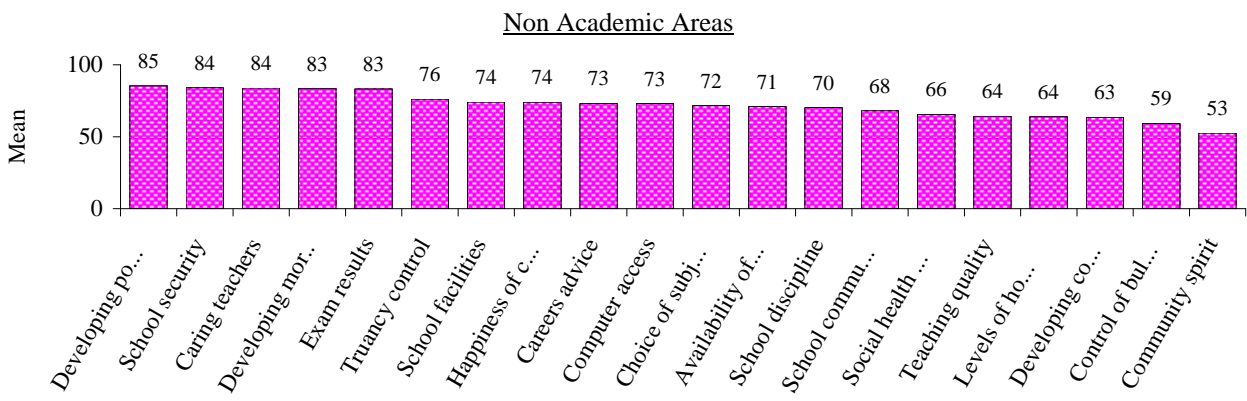 Non Academic Areas
Mean
100
50
0
85 84 84 83 83 76 74 74 73 73 72 71 70 68 66 64 64 63 59 53
Developing po...
School security
Caring teachers
Developing mor..
Exam results
Truancy control
School facilities
Happiness of c...
Careers advice
Computer access
Choice of subj...
Availability of...
School discipline
School commu...
Social health ...
Teaching quality
Levels of ho...
Developing co...
Control of bul...
Community spirit